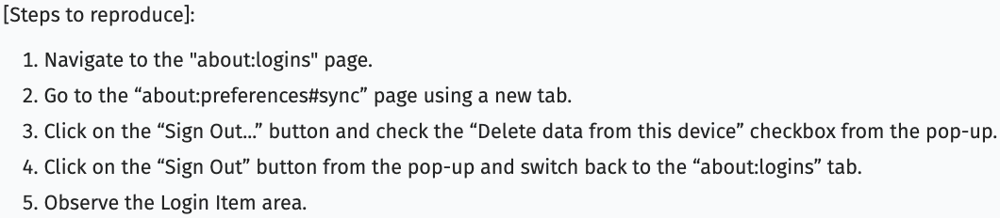 [Steps to reproduce]:
1. Navigate to the "about:logins" page.
2. Go to the “about:preferences#sync” page using a new tab.
3. Click on the “Sign Out…” button and check the “Delete data from this device” checkbox from the pop-up.
4. Click on the “Sign Out” button from the pop-up and switch back to the “about:logins” tab.
5. Observe the Login Item area.